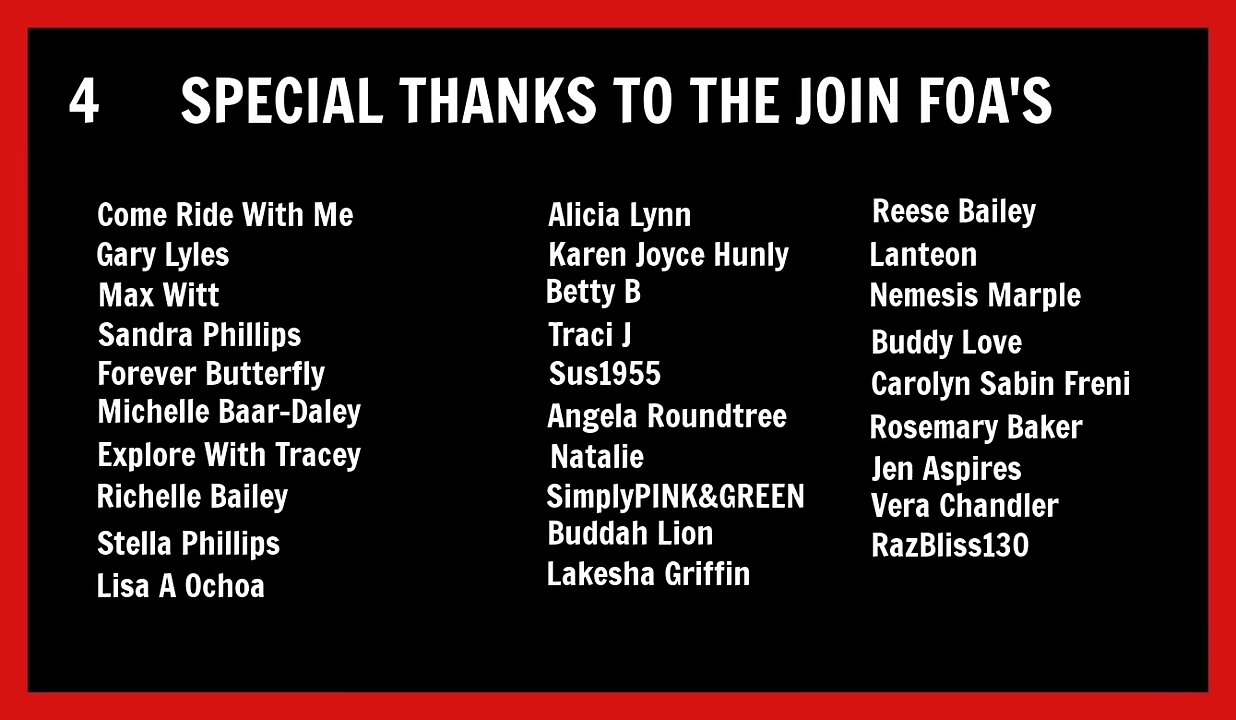 4 SPECIAL THANKS TO THE JOIN FOA'S
Come Ride With Me
Gary Lyles
Max Witt
Sandra Phillips
Forever Butterfly
Michelle Baar-Daley
Explore With Tracey
Richelle Bailey
Stella Phillips
Lisa A Ochoa
Alicia Lynn
Karen Joyce Hunly
Betty B
Traci J
Sus1955
Angela Roundtree
Natalie
SimplyPINK&GREEN
Buddah Lion
Lakesha Griffin
Reese Bailey
Lanteon
Nemesis Marple
Buddy Love
Carolyn Sabin Freni
Rosemary Baker
Jen Aspires
Vera Chandler
RazBliss130